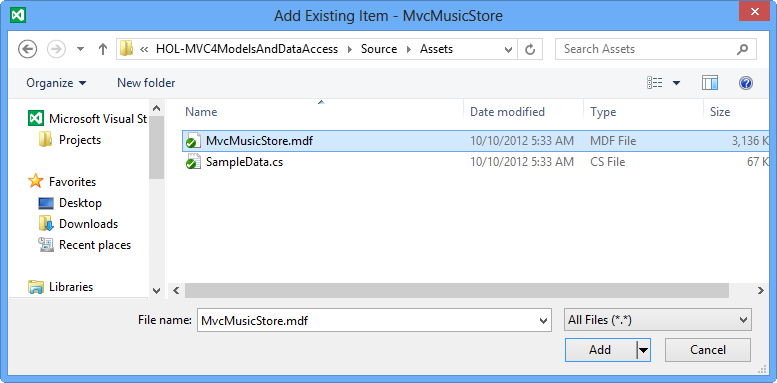 Add Existing Item - MvcMusicStore
« HOL-MVC4ModelsAndDataAccess Source Assets Search Assets
Organize New folder
Microsoft Visual St
Projects
Favorites
Desktop
Downloads
Recent places
Libraries
Name Date modified Type Size
MvcMusicStore.mdf 10/10/2012 5:33 AM MDF File 3,136 K
SampleData.cs 10/10/2012 5:33 AM CS File 67 K
File name: MvcMusicStore.mdf All Files (*.*)
Add Cancel